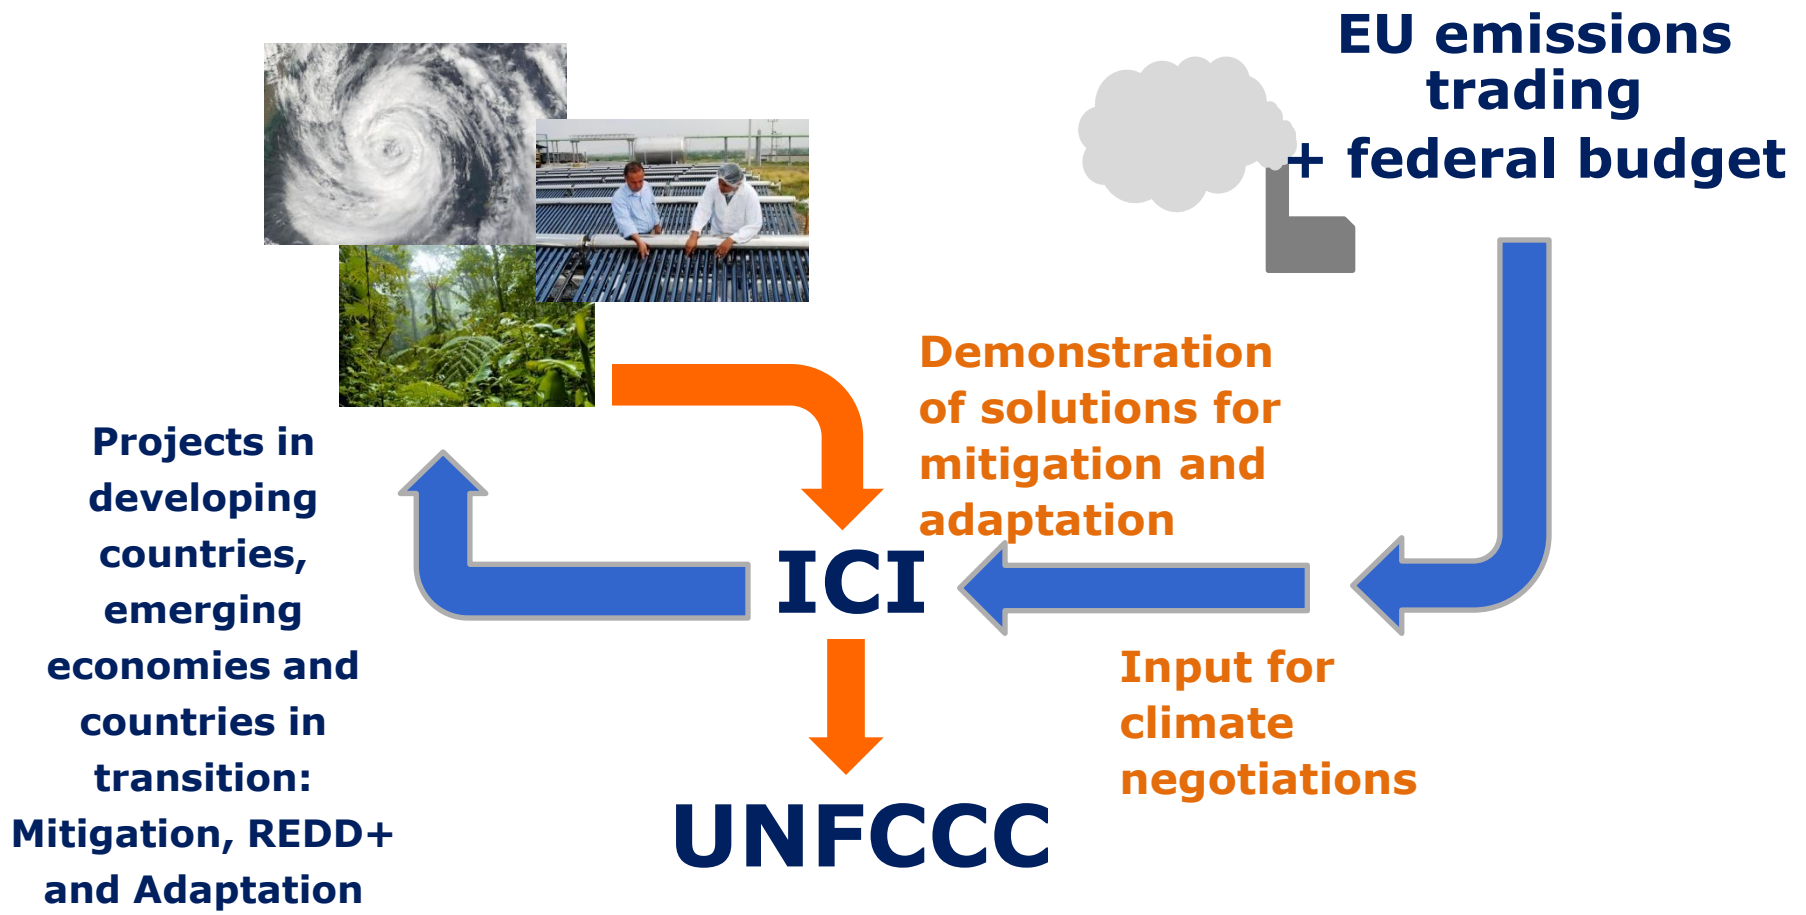 EU emissions
trading
+ federal budget
Demonstration
of solutions for
mitigation and
adaptation
Projects in
developing
countries,
emerging
economies and
countries in
transition:
Mitigation, REDD+
and Adaptation
ICI
Input for
climate
negotiations
UNFCCC